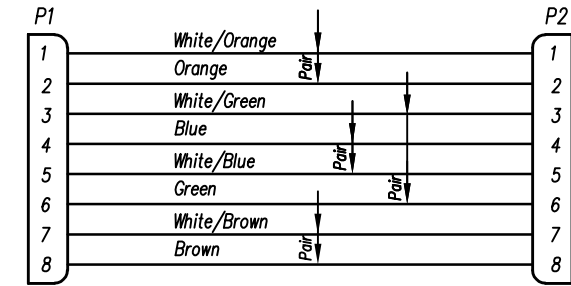 P1 P2
1 White/Orange 1
Orange Pair
2 2
White/Green
3 3
Blue
4 4
White/Blue Pair
5 5
Green Pair
6 6
White/Brown
7 7
Brown Pair
8 8